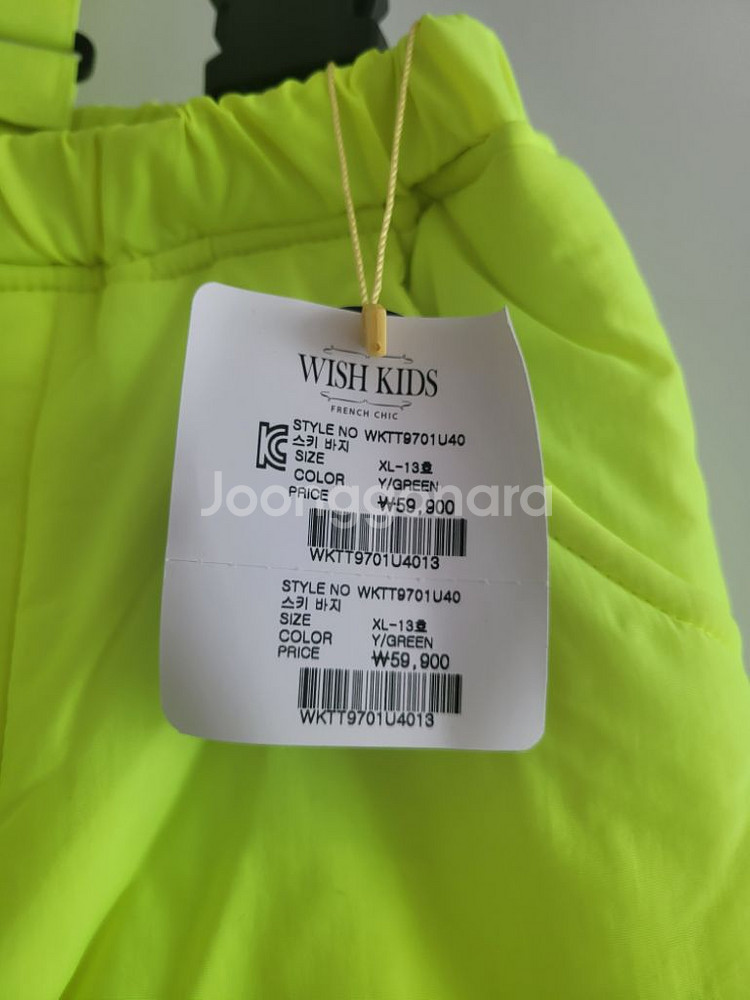 WISH KIDS
FRENCH CHIC
STYLE NO WKTT9701U40
스키 바지
SIZE XL-13호
COLOR Y/GREEN
PRICE ₩59,900
Joonggonara
WKTT9701U4013
STYLE NO WKTT9701U40
스키 바지
SIZE XL-13호
COLOR Y/GREEN
PRICE ₩59,900
WKTT9701U4013